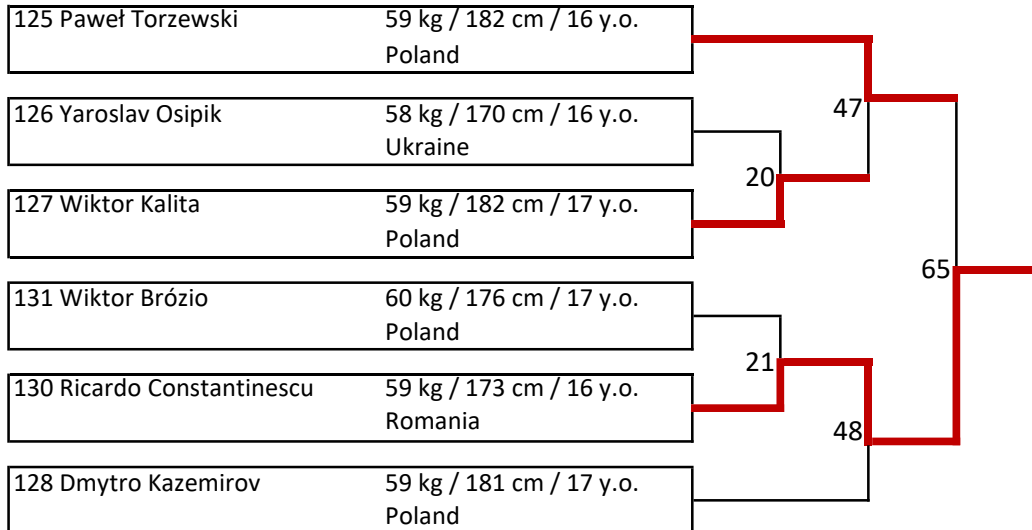 125 Paweł Torzewski 59 kg / 182 cm / 16 y.o.
Poland
47
126 Yaroslav Osipik 58 kg / 170 cm / 16 y.o.
Ukraine
20
127 Wiktor Kalita 59 kg / 182 cm / 17 y.o.
Poland
65
131 Wiktor Brózio 60 kg / 176 cm / 17 y.o.
Poland
21
130 Ricardo Constantinescu 59 kg / 173 cm / 16 y.o.
Romania
48
128 Dmytro Kazemirov 59 kg / 181 cm / 17 y.o.
Poland